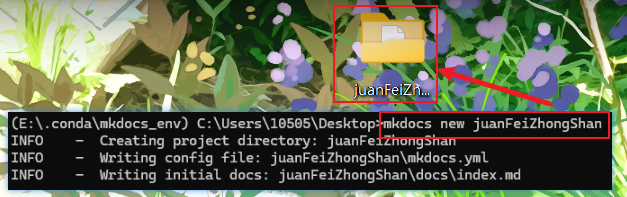 juanFeiZh...
(E:\.conda\mkdocs_env) C:\Users\10505\Desktop>mkdocs new juanFeiZhongShan
INFO    -  Creating project directory: juanFeiZhongShan
INFO    -  Writing config file: juanFeiZhongShan\mkdocs.yml
INFO    -  Writing initial docs: juanFeiZhongShan\docs\index.md